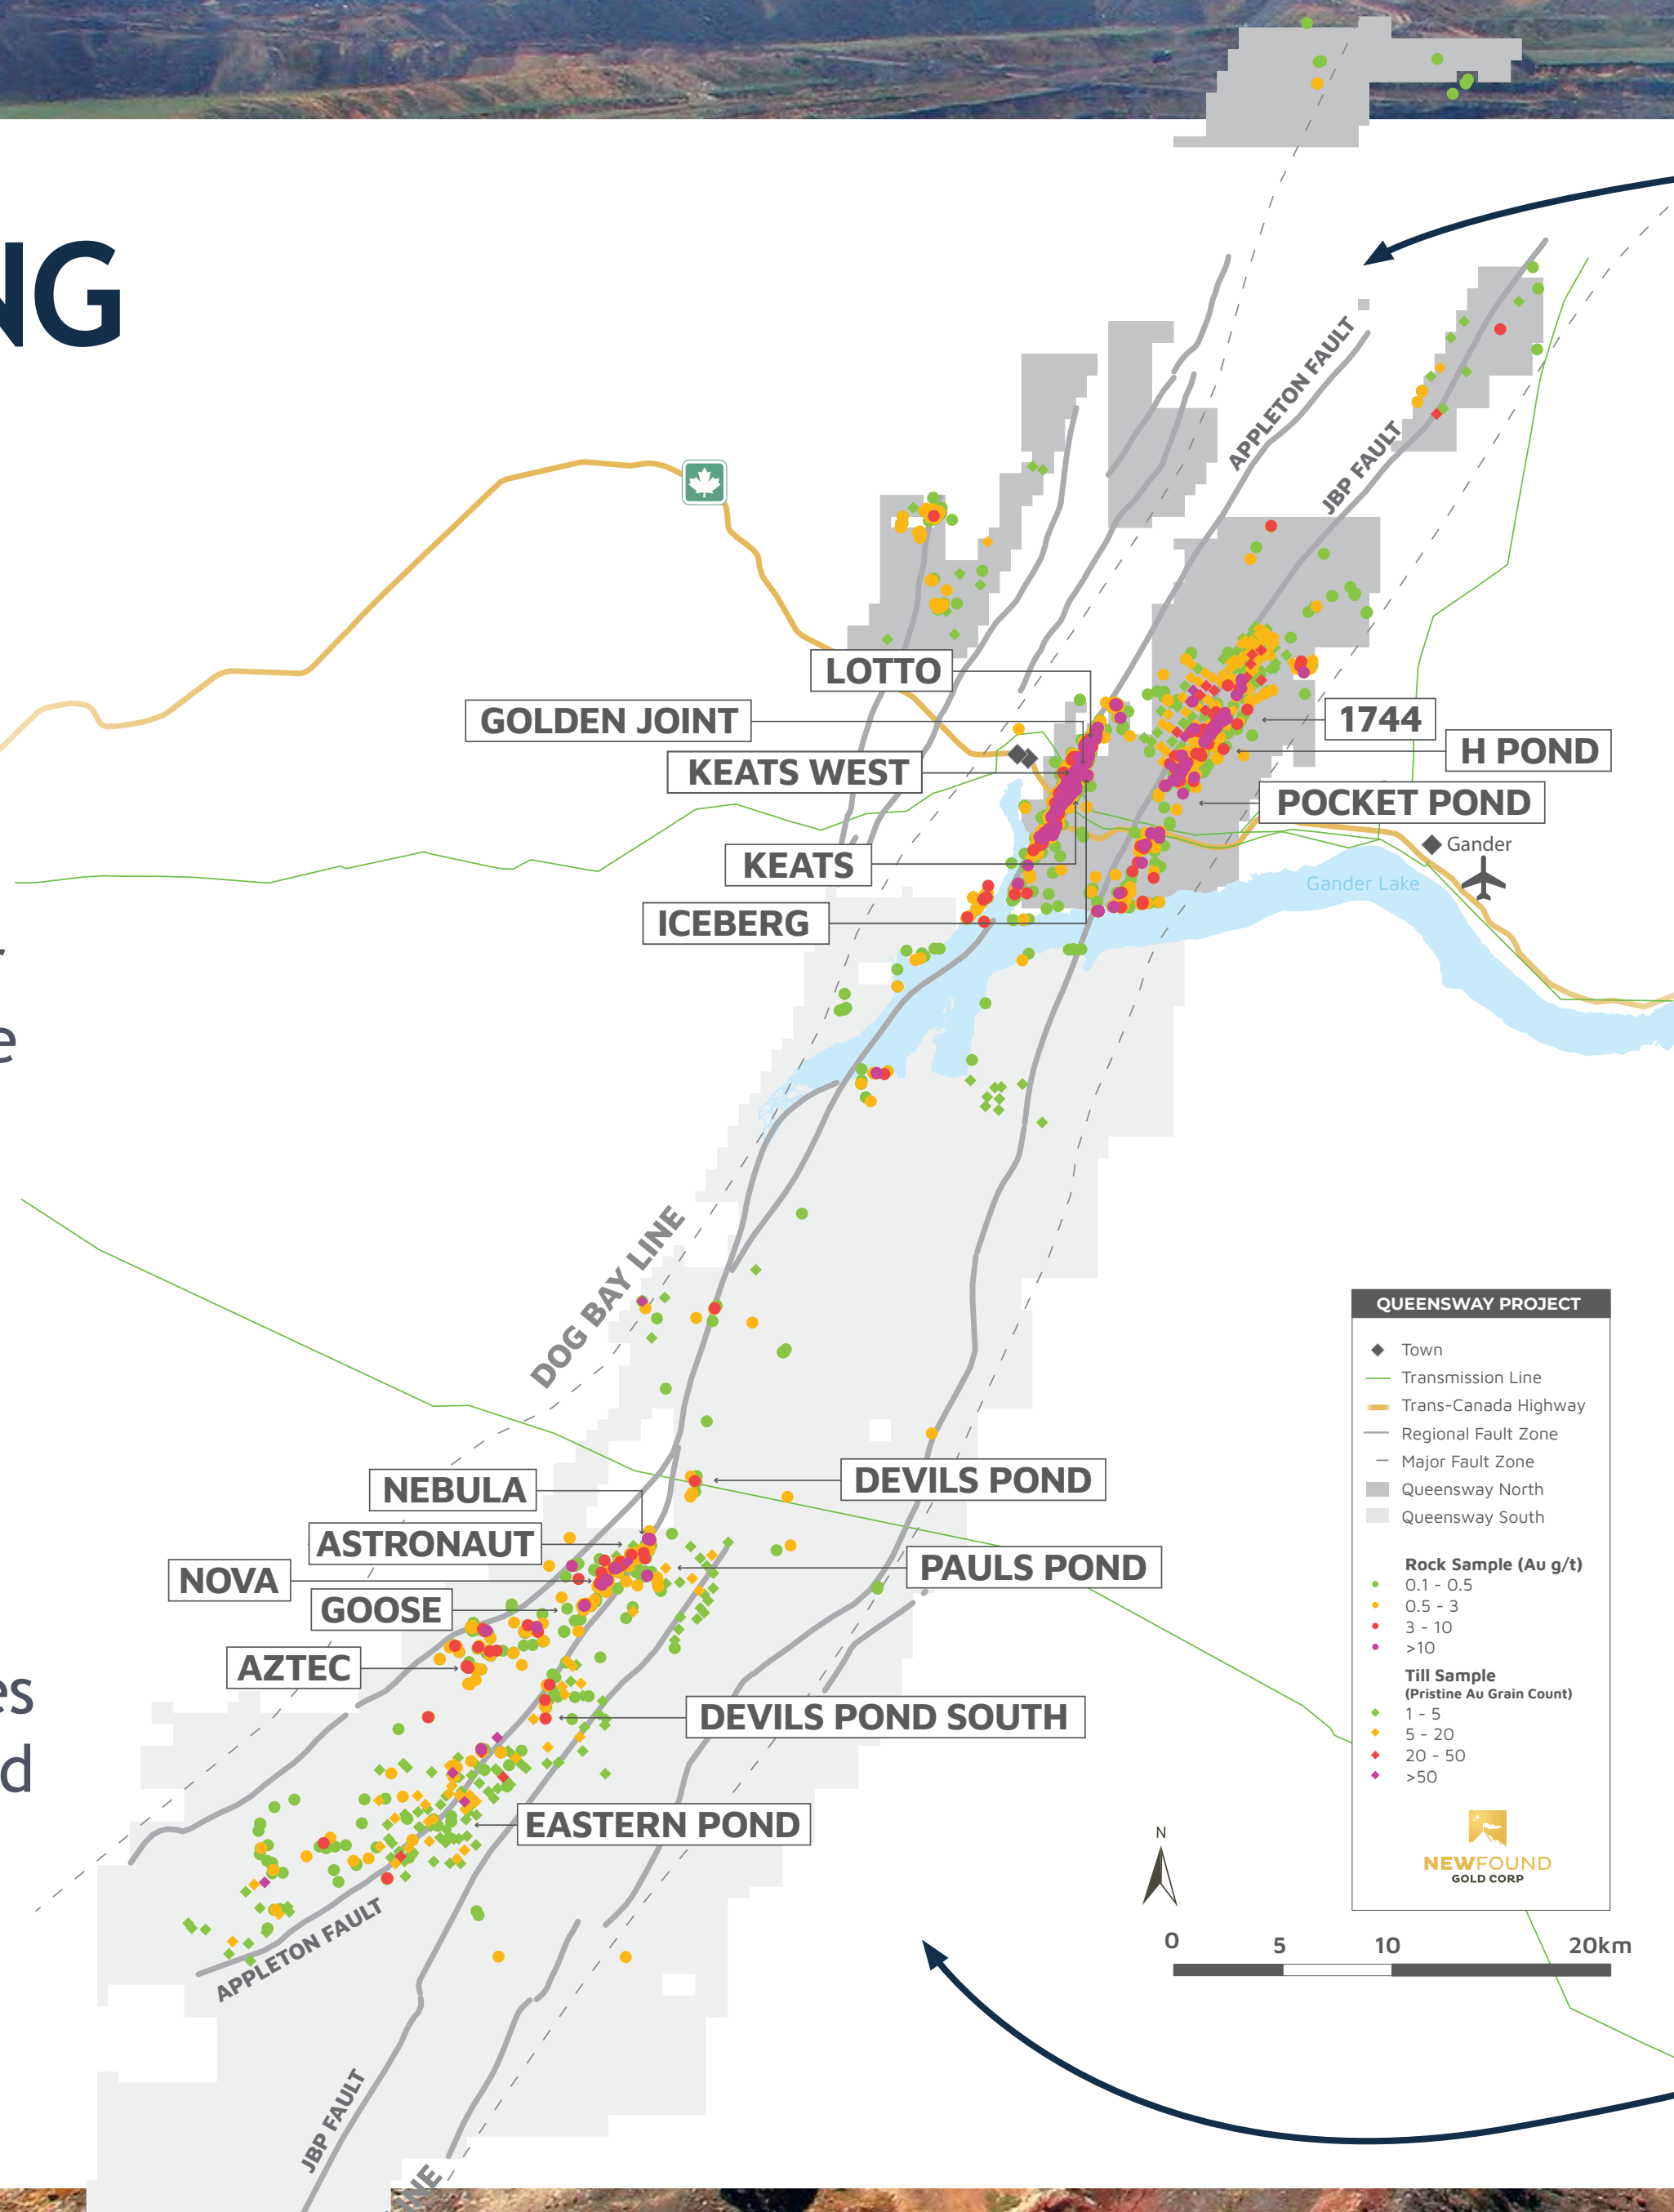 NG
APPLETON FAULT
JBP FAULT
LOTTO
GOLDEN JOINT
1744
H POND
KEATS WEST
POCKET POND
Gander
KEATS
Gander Lake
ICEBERG
e
DOG BAY LINE
QUEENSWAY PROJECT
Town
Transmission Line
Trans-Canada Highway
Regional Fault Zone
Major Fault Zone
Queensway North
Queensway South
Rock Sample (Au g/t)
0.1 - 0.5
0.5 - 3
3 - 10
>10
Till Sample
(Pristine Au Grain Count)
1 - 5
5 - 20
20 - 50
>50
NEWFOUND
GOLD CORP
DEVILS POND
NEBULA
ASTRONAUT
PAULS POND
NOVA
GOOSE
AZTEC
es
DEVILS POND SOUTH
d
EASTERN POND
N
APPLETON FAULT
0 5 10 20km
JBP FAULT
INE